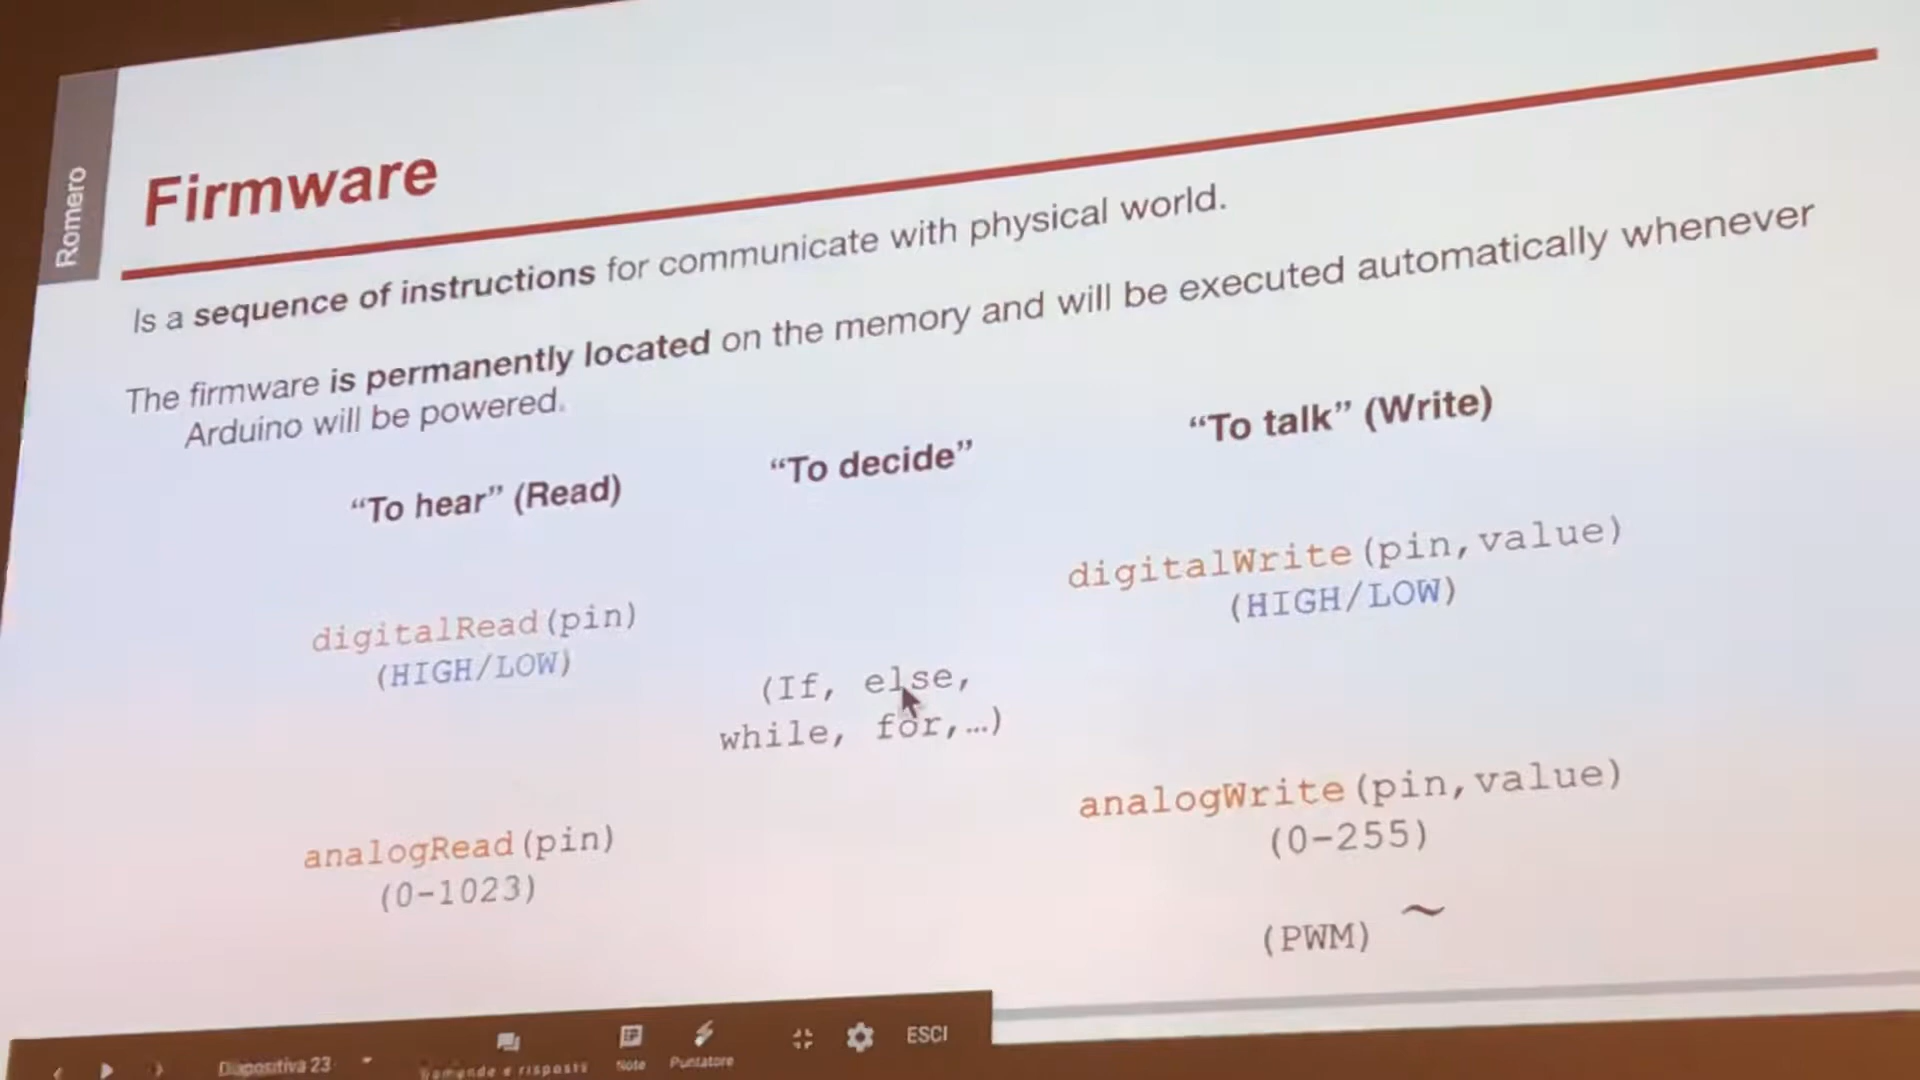 Romero
Firmware
Is a sequence of instructions for communicate with physical world.
The firmware is permanently located on the memory and will be executed automatically whenever
Arduino will be powered.
“To hear” (Read)
“To decide”
“To talk” (Write)
digitalRead(pin)
(HIGH/LOW)
(If, else,
while, for,…)
digitalWrite(pin,value)
(HIGH/LOW)
analogRead(pin)
(0-1023)
analogWrite(pin,value)
(0-255)
(PWM) ~
Diapositiva 23
Domande e risposte
Note
Puntatore
ESCI